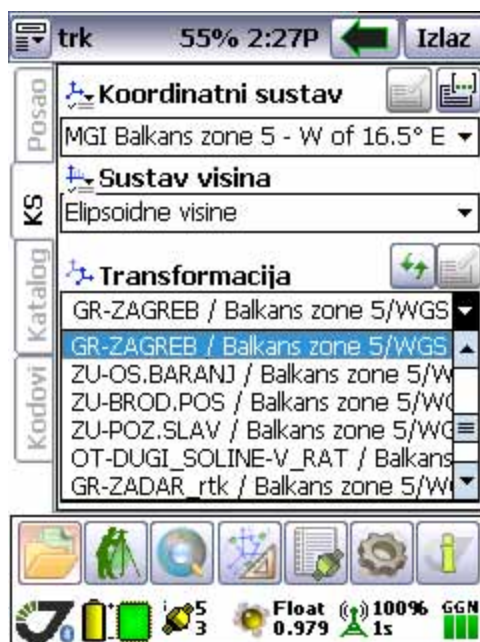 trk 55% 2:27P Izlaz
Posao
KS
Katalog
Kodovi
Koordinatni sustav
MGI Balkans zone 5 - W of 16.5° E
Sustav visina
Elipsoidne visine
Transformacija
GR-ZAGREB / Balkans zone 5/WGS
GR-ZAGREB / Balkans zone 5/WGS
ZU-OS.BARANJ / Balkans zone 5/W
ZU-BROD.POS / Balkans zone 5/WG
ZU-POZ.SLAV / Balkans zone 5/WG
OT-DUGI_SOLINE-V_RAT / Balkans
GR-ZADAR_rtk / Balkans zone 5/W
0 5 Float 100% GGN
3 0.979 1s